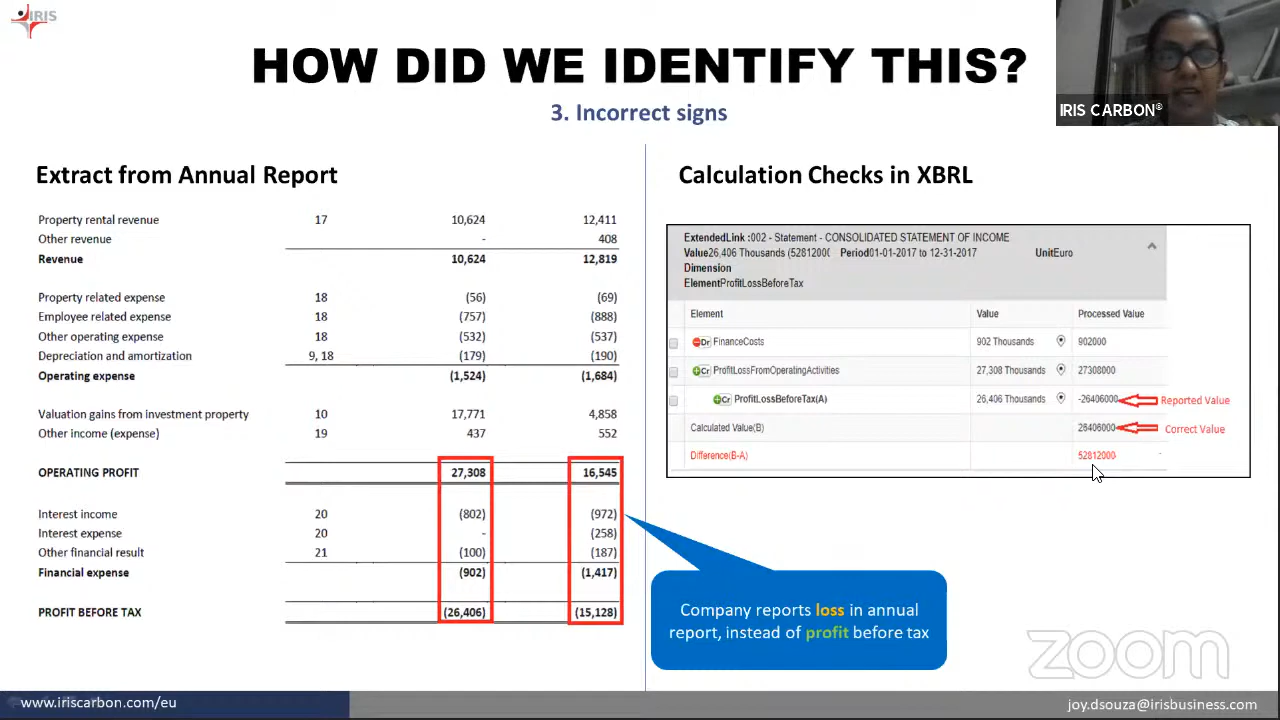 IRIS
HOW DID WE IDENTIFY THIS?
3. Incorrect signs
IRIS CARBON®
Extract from Annual Report
Property rental revenue 17 10,624 12,411
Other revenue - 408
Revenue 10,624 12,819
Property related expense 18 (56) (69)
Employee related expense 18 (757) (888)
Other operating expense 18 (532) (537)
Depreciation and amortization 9, 18 (179) (190)
Operating expense (1,524) (1,684)
Valuation gains from investment property 10 17,771 4,858
Other income (expense) 19 437 552
OPERATING PROFIT 27,308 16,545
Interest income 20 (802) (972)
Interest expense 20 - (258)
Other financial result 21 (100) (187)
Financial expense (902) (1,417)
PROFIT BEFORE TAX (26,406) (15,128)
Calculation Checks in XBRL
ExtendedLink :002 - Statement - CONSOLIDATED STATEMENT OF INCOME
Value26,406 Thousands (52812000 Period01-01-2017 to 12-31-2017 UnitEuro
Dimension
ElementProfitLossBeforeTax
Element Value Processed Value
Dr FinanceCosts 902 Thousands 902000
Cr ProfitLossFromOperatingActivities 27,308 Thousands 27308000
Cr ProfitLossBeforeTax(A) 26,406 Thousands -26406000 Reported Value
Calculated Value(B) 26406000 Correct Value
Difference(B-A) 52812000
Company reports loss in annual
report, instead of profit before tax
zoom
www.iriscarbon.com/eu
joy.dsouza@irisbusiness.com